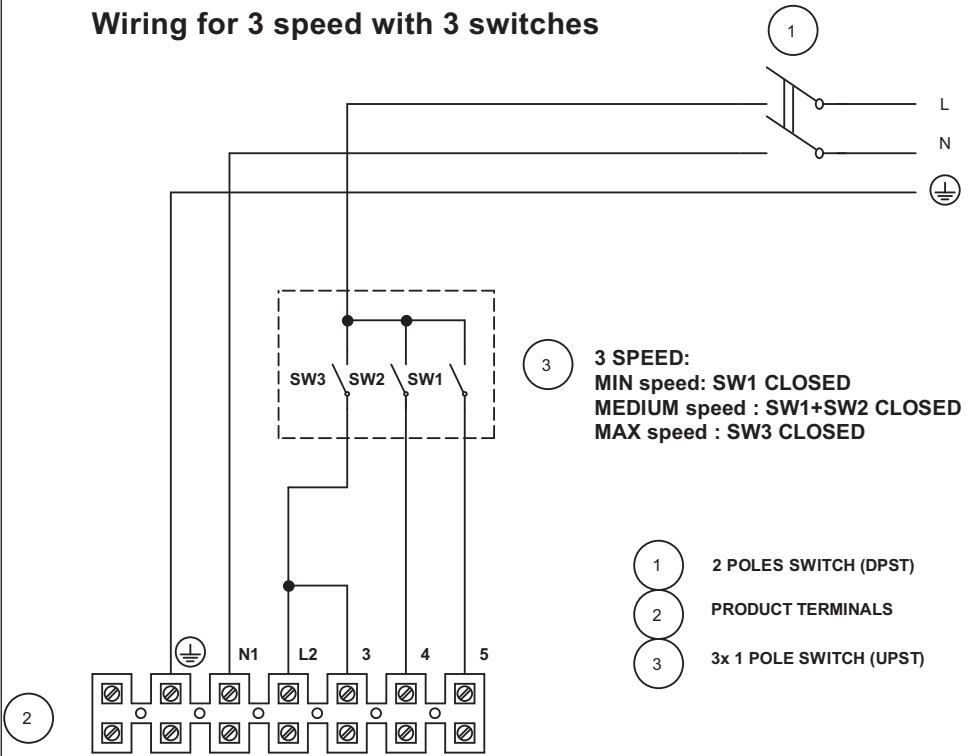 Wiring for 3 speed with 3 switches
1
L
N
SW3 SW2 SW1
3
3 SPEED:
MIN speed: SW1 CLOSED
MEDIUM speed : SW1+SW2 CLOSED
MAX speed : SW3 CLOSED
1 2 POLES SWITCH (DPST)
2 PRODUCT TERMINALS
3 3x 1 POLE SWITCH (UPST)
N1 L2 3 4 5
2